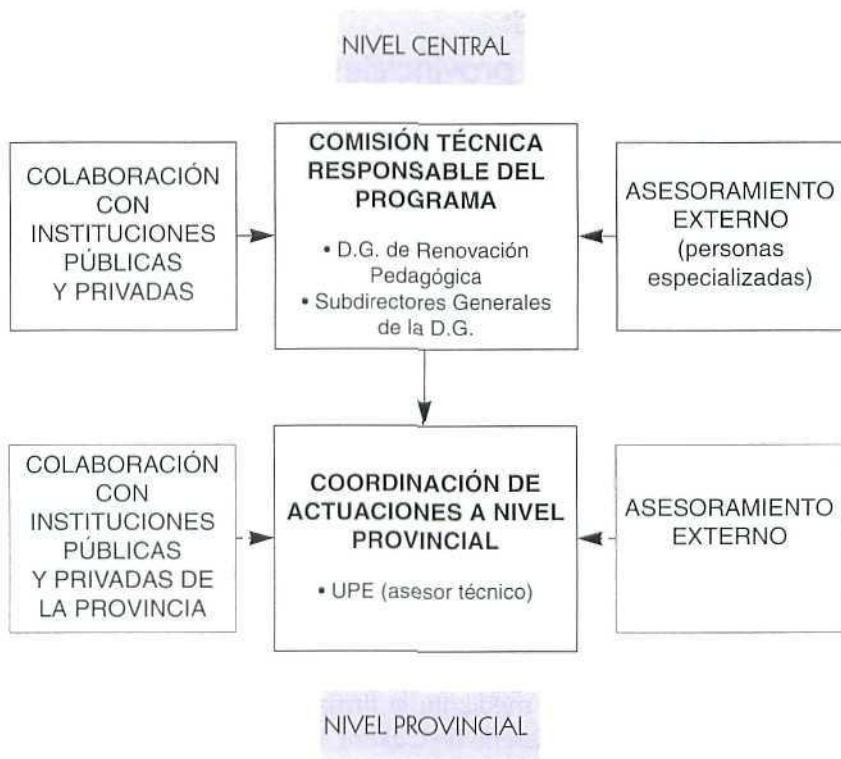 NIVEL CENTRAL
COLABORACIÓN
CON
INSTITUCIONES
PÚBLICAS
Y PRIVADAS
COMISIÓN TÉCNICA
RESPONSABLE DEL
PROGRAMA
• D.G. de Renovación
Pedagógica
• Subdirectores Generales
de la D.G.
ASESORAMIENTO
EXTERNO
(personas
especializadas)
COLABORACIÓN
CON
INSTITUCIONES
PÚBLICAS
Y PRIVADAS DE
LA PROVINCIA
COORDINACIÓN DE
ACTUACIONES A NIVEL
PROVINCIAL
• UPE (asesor técnico)
ASESORAMIENTO
EXTERNO
NIVEL PROVINCIAL